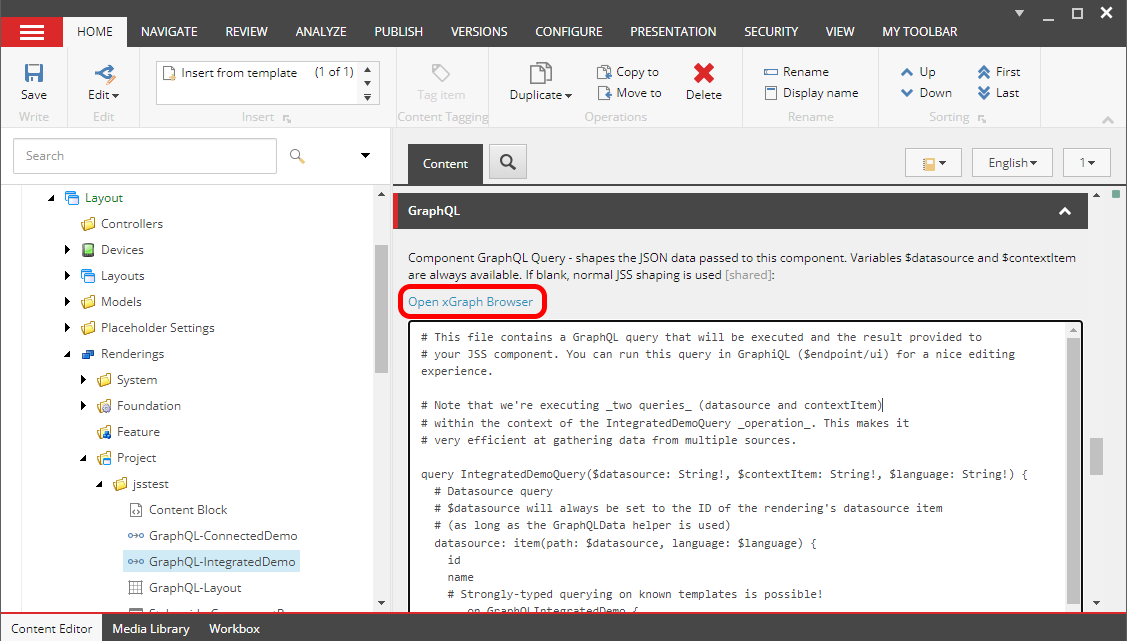 HOME NAVIGATE REVIEW ANALYZE PUBLISH VERSIONS CONFIGURE PRESENTATION SECURITY VIEW MY TOOLBAR
Save
Write
Edit
Edit
Insert from template (1 of 1)
Insert
Tag item
Content Tagging
Duplicate
Copy to
Move to
Delete
Operations
Rename
Display name
Rename
Up
Down
First
Last
Sorting
Search
Layout
Controllers
Devices
Layouts
Models
Placeholder Settings
Renderings
System
Foundation
Feature
Project
jsstest
Content Block
GraphQL-ConnectedDemo
GraphQL-IntegratedDemo
GraphQL-Layout
Content
English
1
GraphQL
Component GraphQL Query - shapes the JSON data passed to this component. Variables $datasource and $contextItem
are always available. If blank, normal JSS shaping is used [shared]:
Open xGraph Browser
# This file contains a GraphQL query that will be executed and the result provided to
# your JSS component. You can run this query in GraphiQL ($endpoint/ui) for a nice editing
experience.
# Note that we're executing _two queries_ (datasource and contextItem)
# within the context of the IntegratedDemoQuery _operation_. This makes it
# very efficient at gathering data from multiple sources.
query IntegratedDemoQuery($datasource: String!, $contextItem: String!, $language: String!) {
# Datasource query
# $datasource will always be set to the ID of the rendering's datasource item
# (as long as the GraphQLData helper is used)
datasource: item(path: $datasource, language: $language) {
id
name
# Strongly-typed querying on known templates is possible!
on GraphQLIntegratedDemo {
Content Editor Media Library Workbox